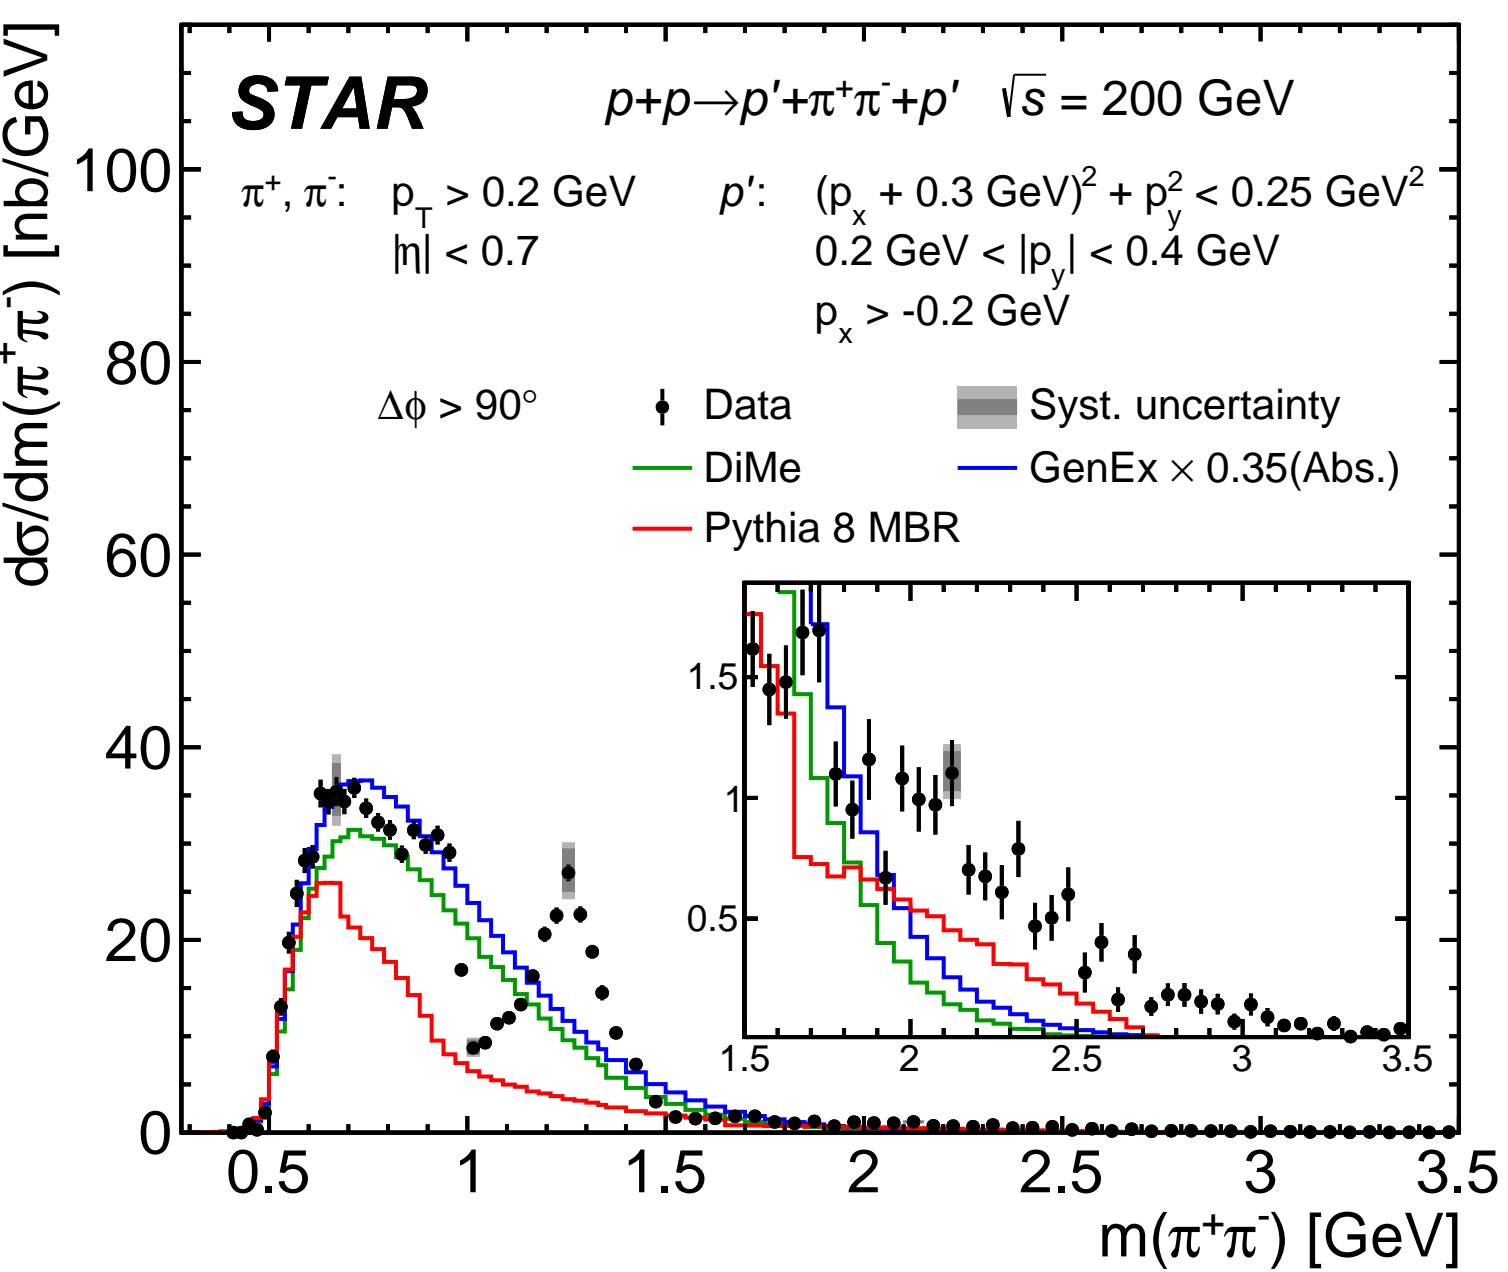 STAR p+p→p′+π⁺π⁻+p′ √s = 200 GeV
π⁺, π⁻: p_T > 0.2 GeV p′: (p_x + 0.3 GeV)² + p_y² < 0.25 GeV²
|η| < 0.7 0.2 GeV < |p_y| < 0.4 GeV
p_x > -0.2 GeV
Δϕ > 90° Data Syst. uncertainty
DiMe GenEx × 0.35(Abs.)
Pythia 8 MBR
dσ/dm(π⁺π⁻) [nb/GeV]
100
80
60
40
20
0
1.5
1
0.5
1.5 2 2.5 3 3.5
0.5 1 1.5 2 2.5 3 3.5
m(π⁺π⁻) [GeV]